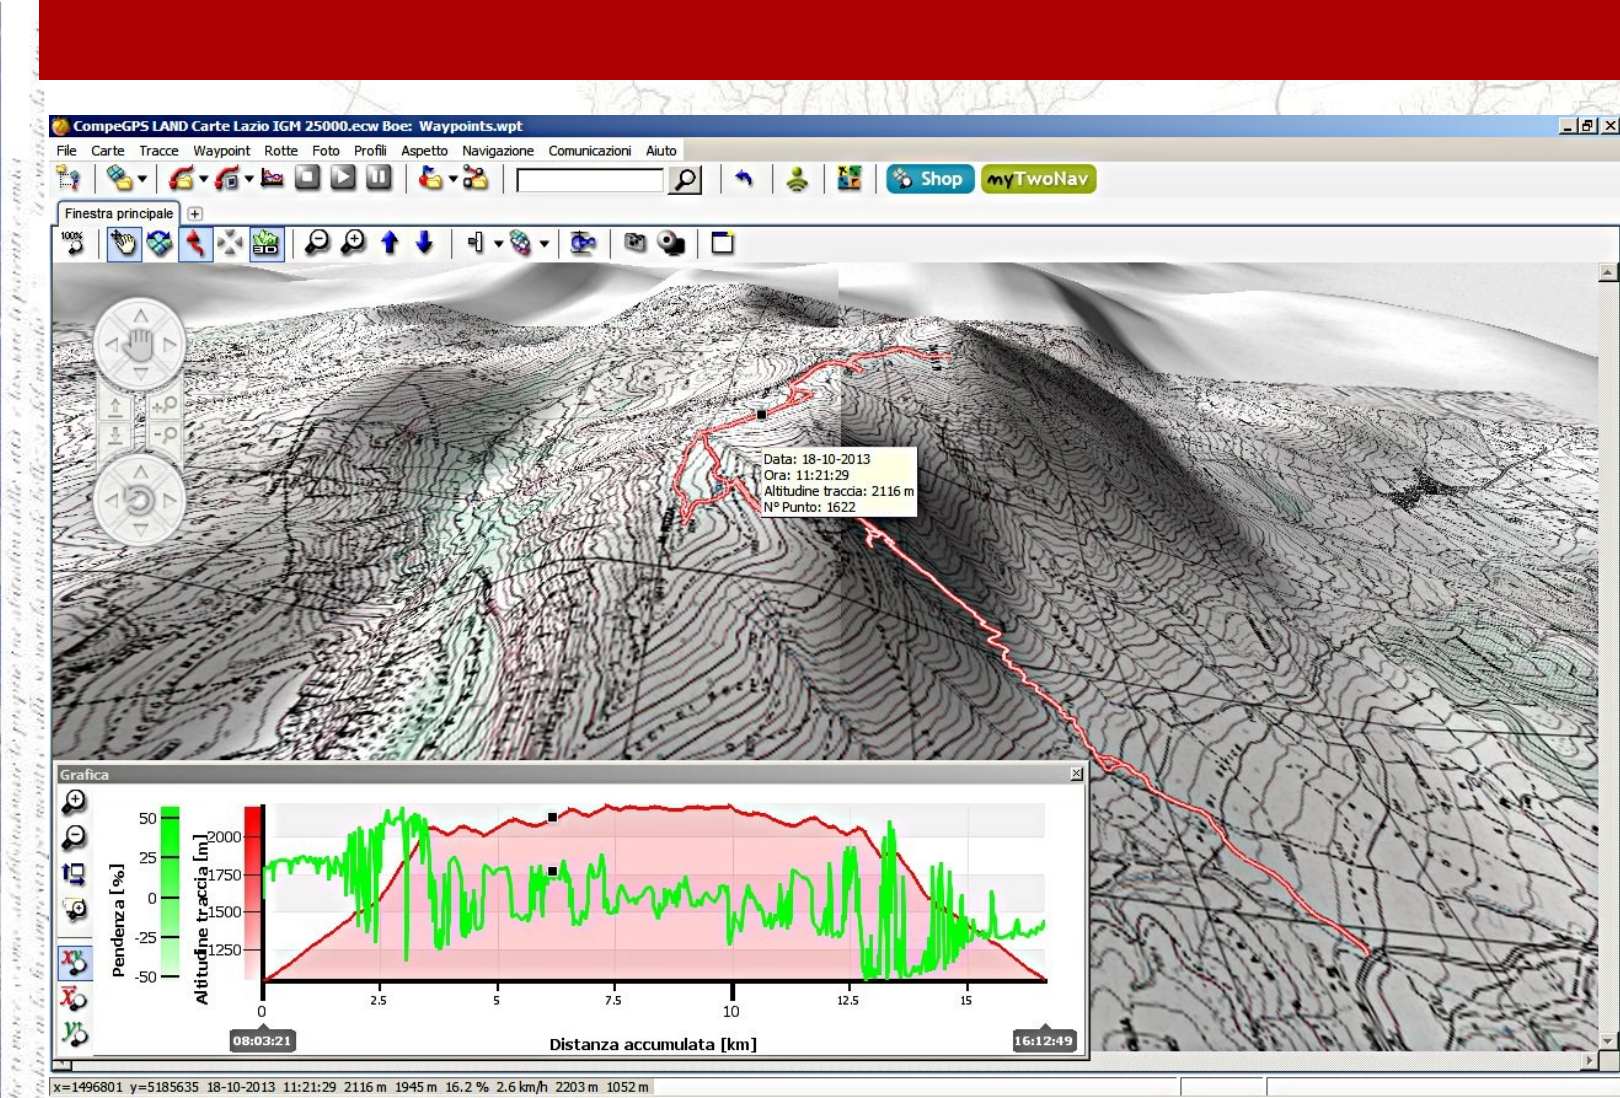 CompeGPS LAND Carte Lazio IGM 25000.ecw Boe: Waypoints.wpt
File Carte Tracce Waypoint Rotte Foto Profili Aspetto Navigazione Comunicazioni Aiuto
Shop
myTwoNav
Finestra principale
100%
3D
Data: 18-10-2013
Ora: 11:21:29
Altitudine traccia: 2116 m
N° Punto: 1622
Grafica
Pendenza [%]
50
25
0
-25
-50
Altitudine traccia [m]
2000
1750
1500
1250
0 2.5 5 7.5 10 12.5 15
08:03:21
Distanza accumulata [km]
16:12:49
x=1496801 y=5185635 18-10-2013 11:21:29 2116 m 1945 m 16.2 % 2.6 km/h 2203 m 1052 m